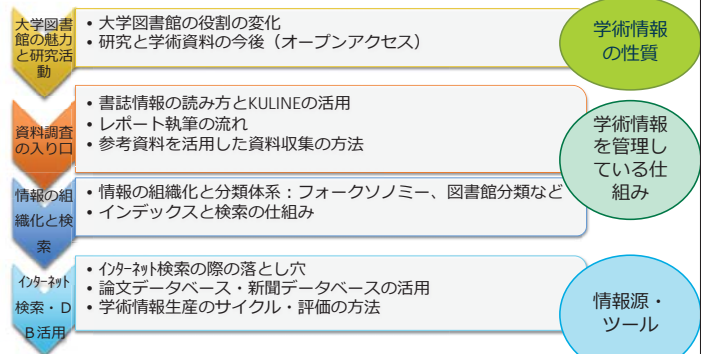 大学図書
館の魅力
と研究活
動
• 大学図書館の役割の変化
• 研究と学術資料の今後（オープンアクセス）
学術情報
の性質
資料調査
の入り口
• 書誌情報の読み方とKULINEの活用
• レポート執筆の流れ
• 参考資料を活用した資料収集の方法
学術情報
を管理し
ている仕
組み
情報の組
織化と検
索
• 情報の組織化と分類体系：フォークソノミー、図書館分類など
• インデックスと検索の仕組み
インターネット
検索・D
B活用
• インターネット検索の際の落とし穴
• 論文データベース・新聞データベースの活用
• 学術情報生産のサイクル・評価の方法
情報源・
ツール